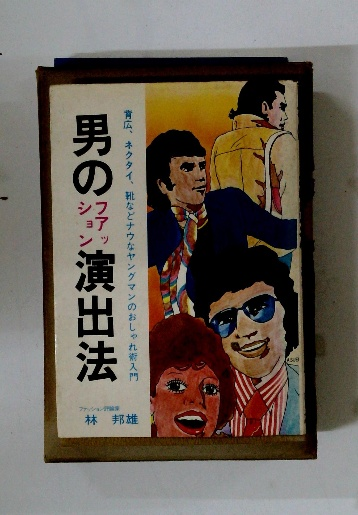 男のファッション演出法
背広、ネクタイ、靴などナウなヤングマンのおしゃれ術入門
ファッション評論家
林 邦雄